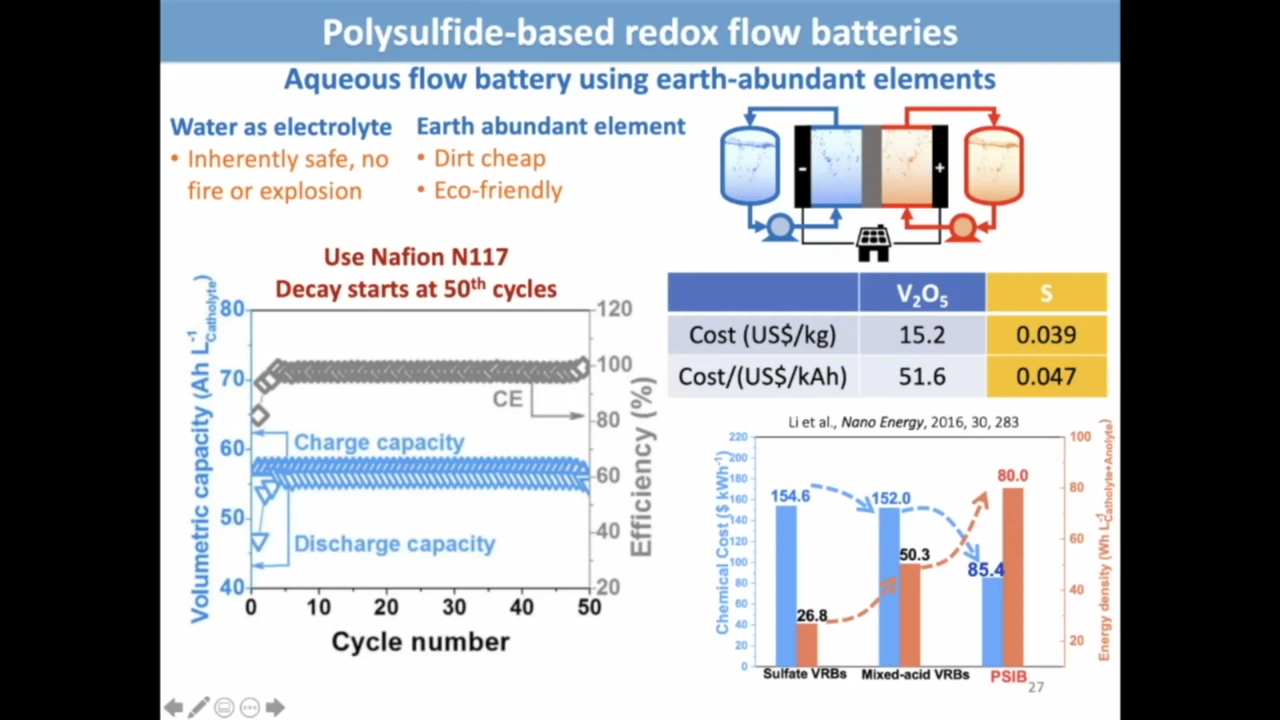 Polysulfide-based redox flow batteries
Aqueous flow battery using earth-abundant elements
Water as electrolyte
• Inherently safe, no
fire or explosion
Earth abundant element
• Dirt cheap
• Eco-friendly
- +
Use Nafion N117
Decay starts at 50th cycles
Volumetric capacity (Ah L-1 Catholyte)
80
70
60
50
40
CE
Charge capacity
Discharge capacity
120
100
80
60
40
20
Efficiency (%)
0 10 20 30 40 50
Cycle number
V2O5 S
Cost (US$/kg) 15.2 0.039
Cost/(US$/kAh) 51.6 0.047
Li et al., Nano Energy, 2016, 30, 283
Chemical Cost ($ kWh-1)
220
200
180
160
140
120
100
80
60
40
20
0
154.6 152.0 85.4
26.8 50.3 80.0
100
80
60
40
20
Energy density (Wh L-1 Catholyte+Anolyte)
Sulfate VRBs Mixed-acid VRBs PSIB
27